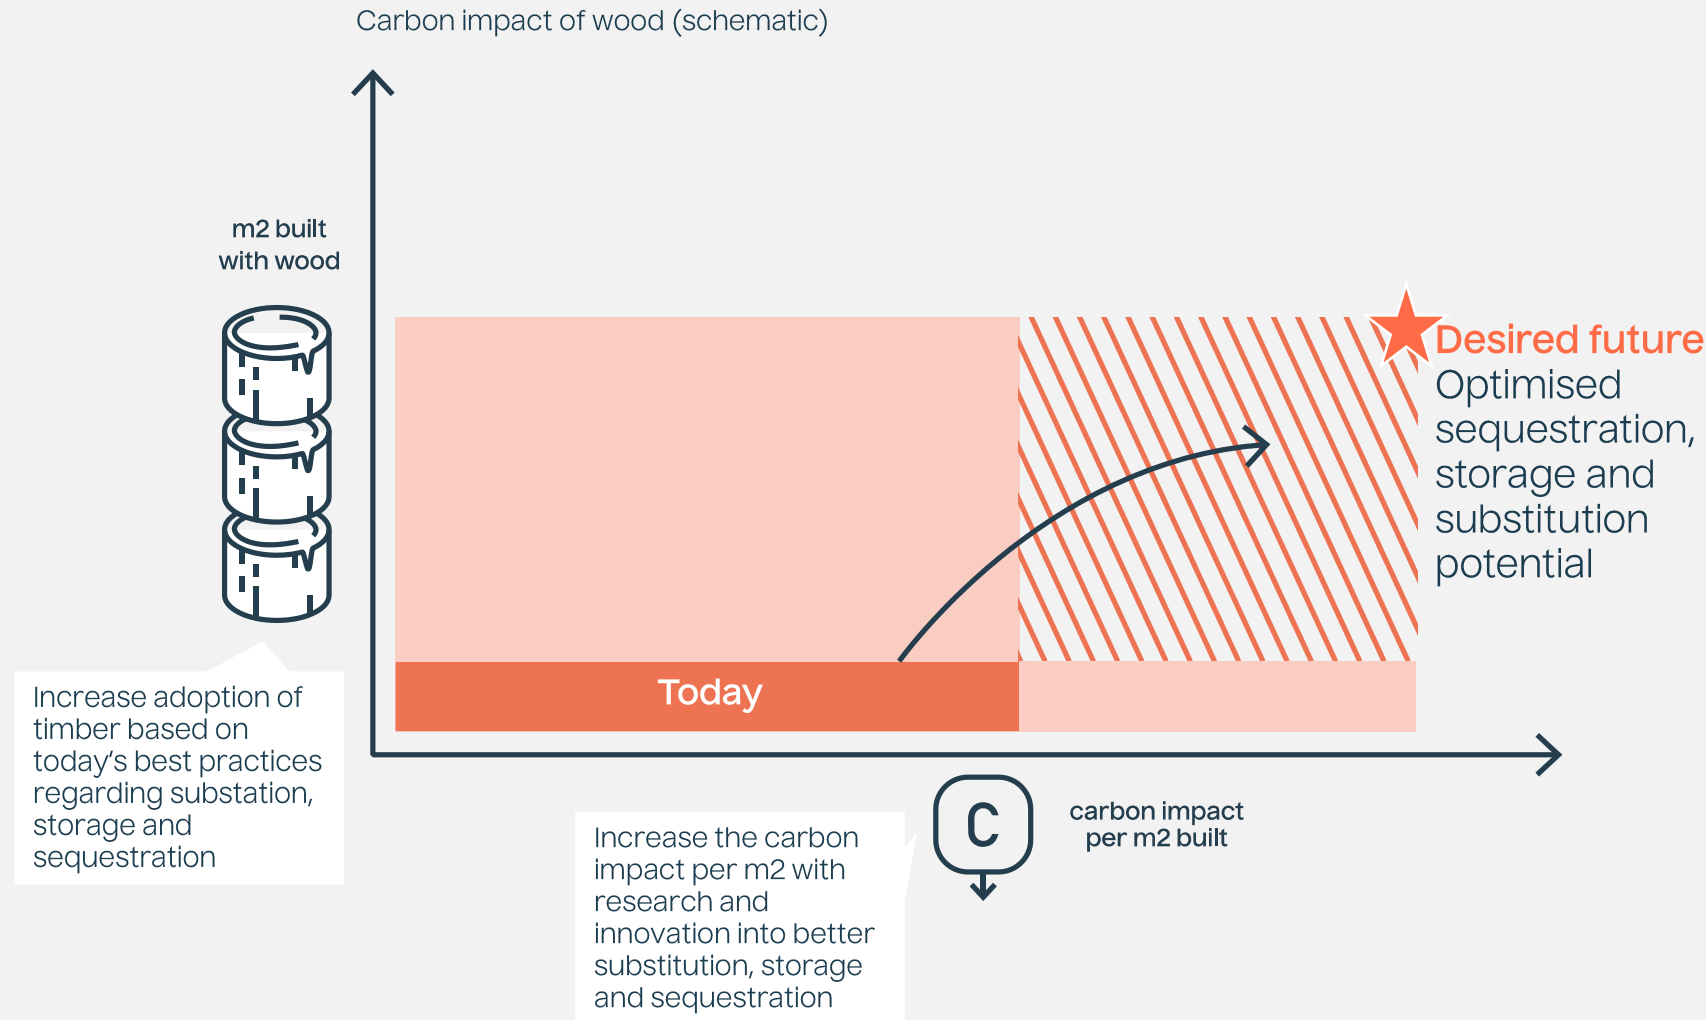 Carbon impact of wood (schematic)
m2 built
with wood
Desired future
Optimised
sequestration,
storage and
substitution
potential
Today
Increase adoption of
timber based on
today's best practices
regarding substation,
storage and
sequestration
C
carbon impact
per m2 built
Increase the carbon
impact per m2 with
research and
innovation into better
substitution, storage
and sequestration